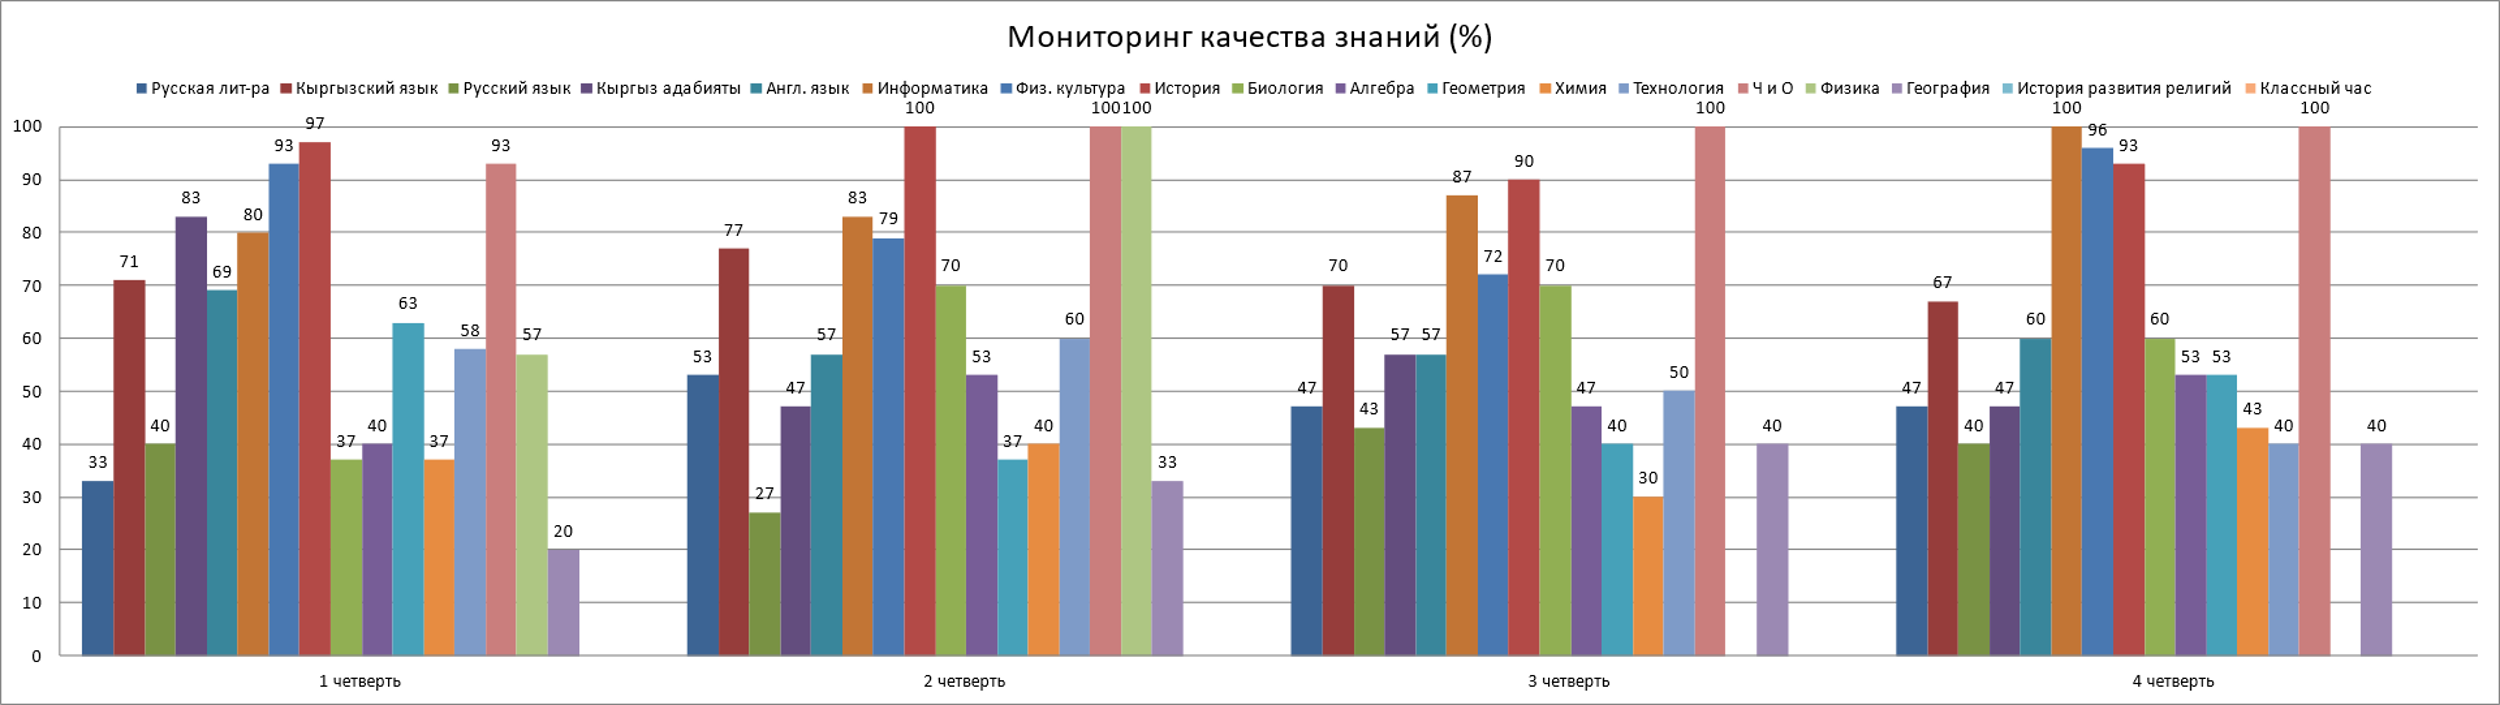 Мониторинг качества знаний (%)
Русская лит-ра Кыргызский язык Русский язык Кыргыз адабияты Англ. язык Информатика Физ. культура История Биология Алгебра Геометрия Химия Технология Ч и О Физика География История развития религий Классный час
100
90
80
70
60
50
40
30
20
10
0
33 71 40 83 69 80 93 97 37 40 63 37 58 93 57 20
53 77 27 47 57 83 79 100 70 53 37 40 60 100 100 33
47 70 43 57 57 87 72 90 70 47 40 30 50 100 40
47 67 40 47 60 100 96 93 60 53 53 43 40 100 40
1 четверть 2 четверть 3 четверть 4 четверть